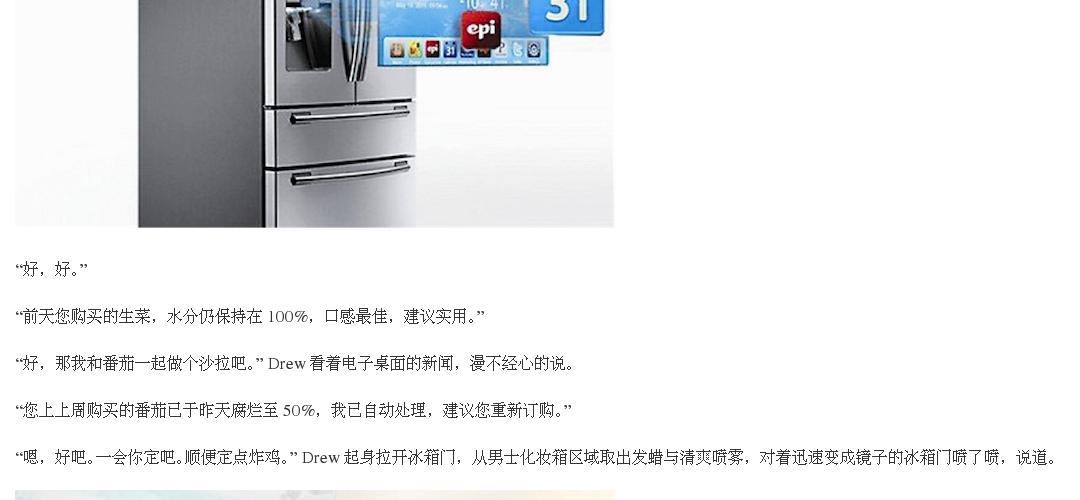 31
epi
“好，好。”
“前天您购买的生菜，水分仍保持在 100%，口感最佳，建议实用。”
“好，那我和番茄一起做个沙拉吧。” Drew 看着电子桌面的新闻，漫不经心的说。
“您上上周购买的番茄已于昨天腐烂至 50%，我已自动处理，建议您重新订购。”
“嗯，好吧。一会你定吧。顺便定点炸鸡。” Drew 起身拉开冰箱门，从男士化妆箱区域取出发蜡与清爽喷雾，对着迅速变成镜子的冰箱门喷了喷，说道。